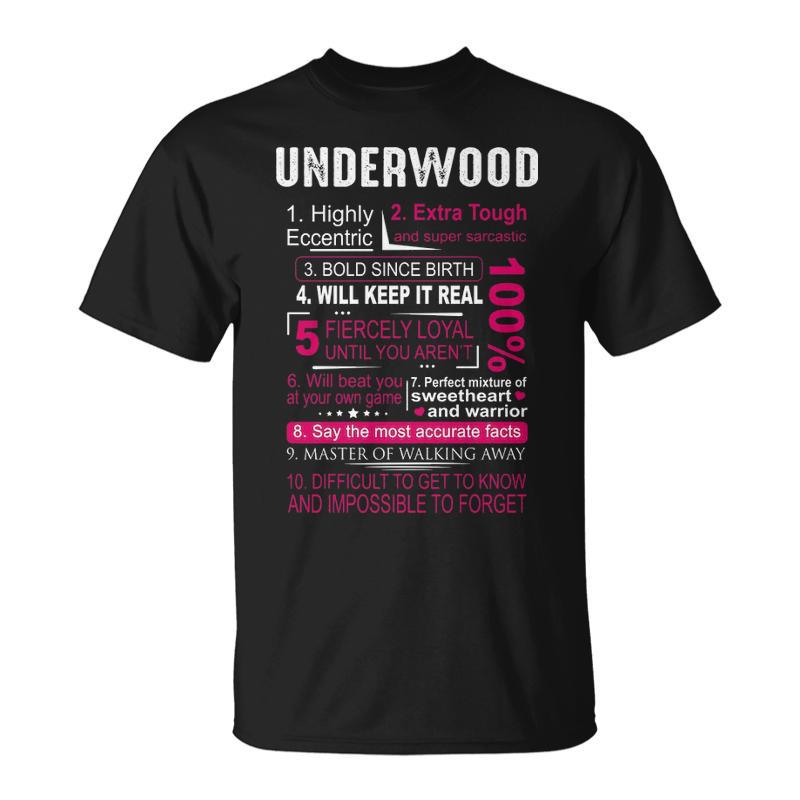 UNDERWOOD
1. Highly
Eccentric
2. Extra Tough
and super sarcastic
3. BOLD SINCE BIRTH
4. WILL KEEP IT REAL
100%
5 FIERCELY LOYAL
UNTIL YOU AREN'T
6. Will beat you
at your own game
7. Perfect mixture of
sweetheart
and warrior
8. Say the most accurate facts
9. MASTER OF WALKING AWAY
10. DIFFICULT TO GET TO KNOW
AND IMPOSSIBLE TO FORGET